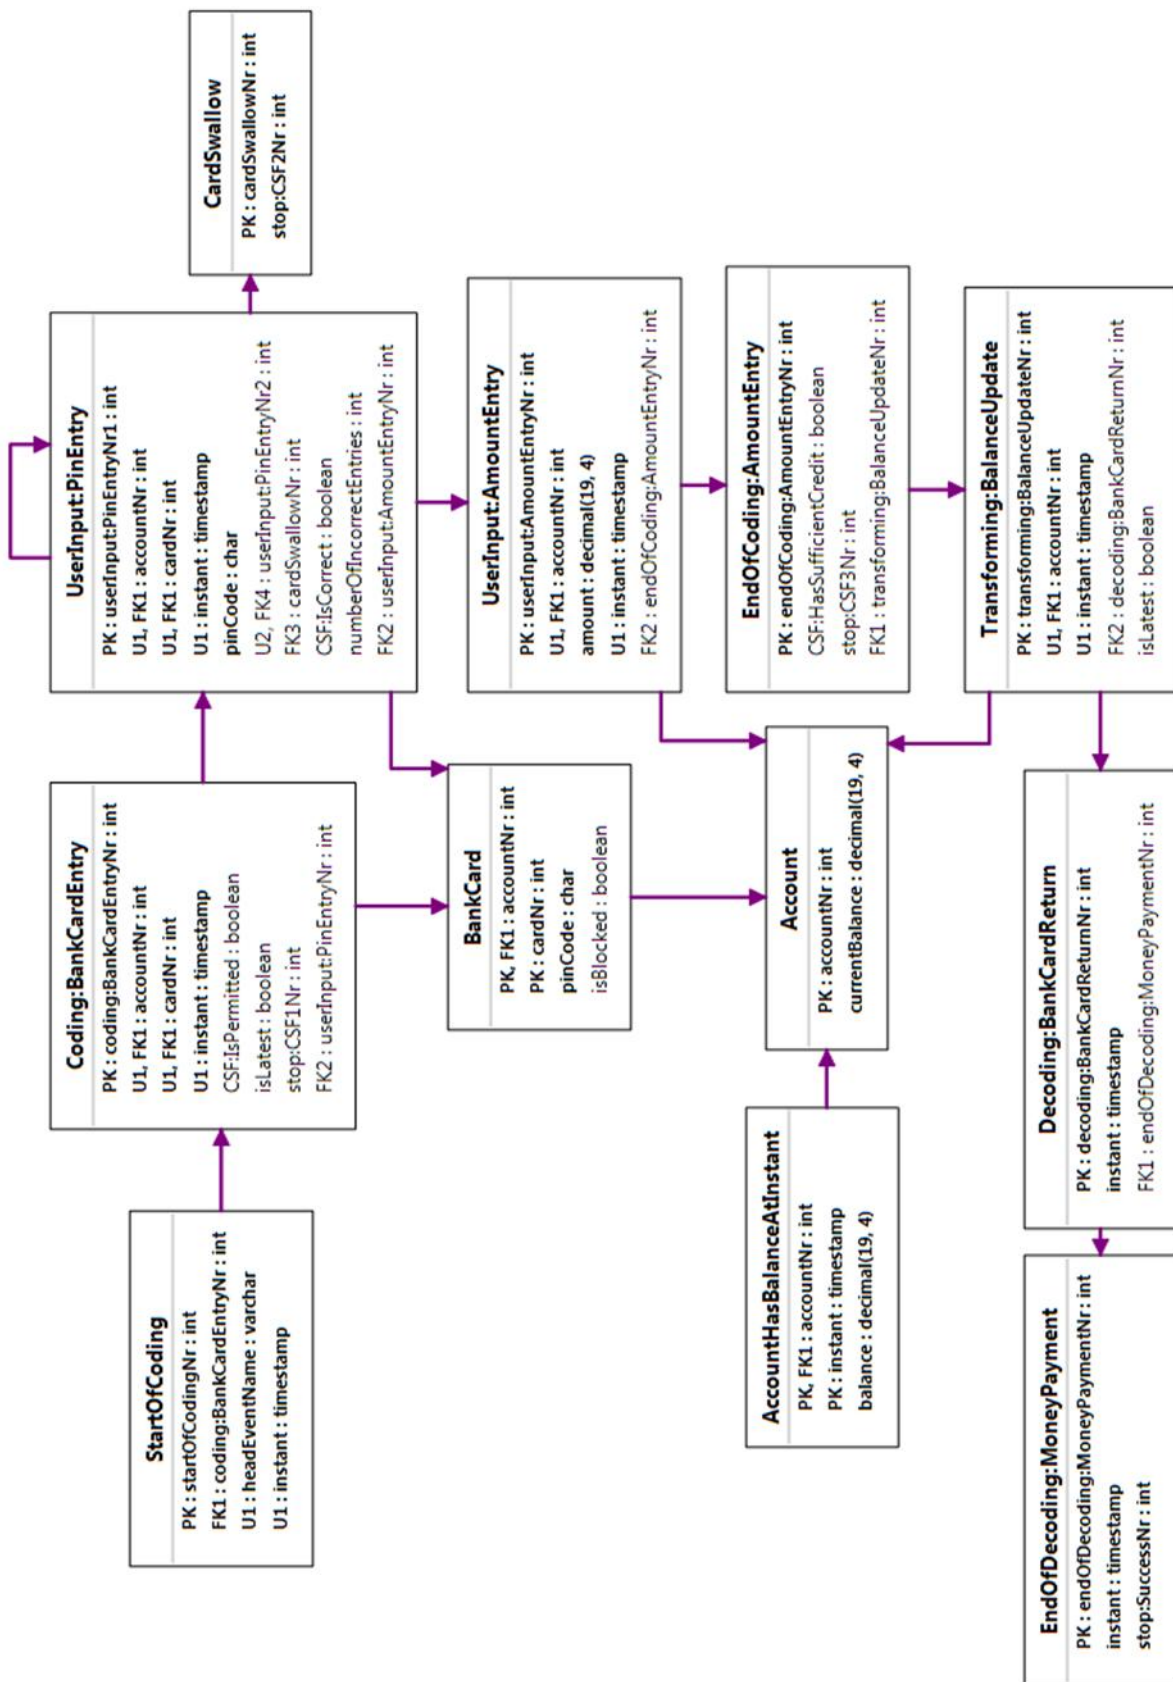 StartOfCoding
PK : startOfCodingNr : int
FK1 : coding:BankCardEntryNr : int
U1 : headEventName : varchar
U1 : instant : timestamp
Coding:BankCardEntry
PK : coding:BankCardEntryNr : int
U1, FK1 : accountNr : int
U1, FK1 : cardNr : int
U1 : instant : timestamp
CSF:IsPermitted : boolean
isLatest : boolean
stop:CSF1Nr : int
FK2 : userInput:PinEntryNr : int
UserInput:PinEntry
PK : userInput:PinEntryNr1 : int
U1, FK1 : accountNr : int
U1, FK1 : cardNr : int
U1 : instant : timestamp
pinCode : char
U2, FK4 : userInput:PinEntryNr2 : int
FK3 : cardSwallowNr : int
CSF:IsCorrect : boolean
numberOfIncorrectEntries : int
FK2 : userInput:AmountEntryNr : int
CardSwallow
PK : cardSwallowNr : int
stop:CSF2Nr : int
BankCard
PK, FK1 : accountNr : int
PK : cardNr : int
pinCode : char
isBlocked : boolean
UserInput:AmountEntry
PK : userInput:AmountEntryNr : int
U1, FK1 : accountNr : int
amount : decimal(19, 4)
U1 : instant : timestamp
FK2 : endOfCoding:AmountEntryNr : int
AccountHasBalanceAtInstant
PK, FK1 : accountNr : int
PK : instant : timestamp
balance : decimal(19, 4)
Account
PK : accountNr : int
currentBalance : decimal(19, 4)
EndOfCoding:AmountEntry
PK : endOfCoding:AmountEntryNr : int
CSF:HasSufficientCredit : boolean
stop:CSF3Nr : int
FK1 : transforming:BalanceUpdateNr : int
Transforming:BalanceUpdate
PK : transforming:BalanceUpdateNr : int
U1, FK1 : accountNr : int
U1 : instant : timestamp
FK2 : decoding:BankCardReturnNr : int
isLatest : boolean
EndOfDecoding:MoneyPayment
PK : endOfDecoding:MoneyPaymentNr: int
instant : timestamp
stop:SuccessNr : int
Decoding:BankCardReturn
PK : decoding:BankCardReturnNr : int
instant : timestamp
FK1 : endOfDecoding:MoneyPaymentNr : int